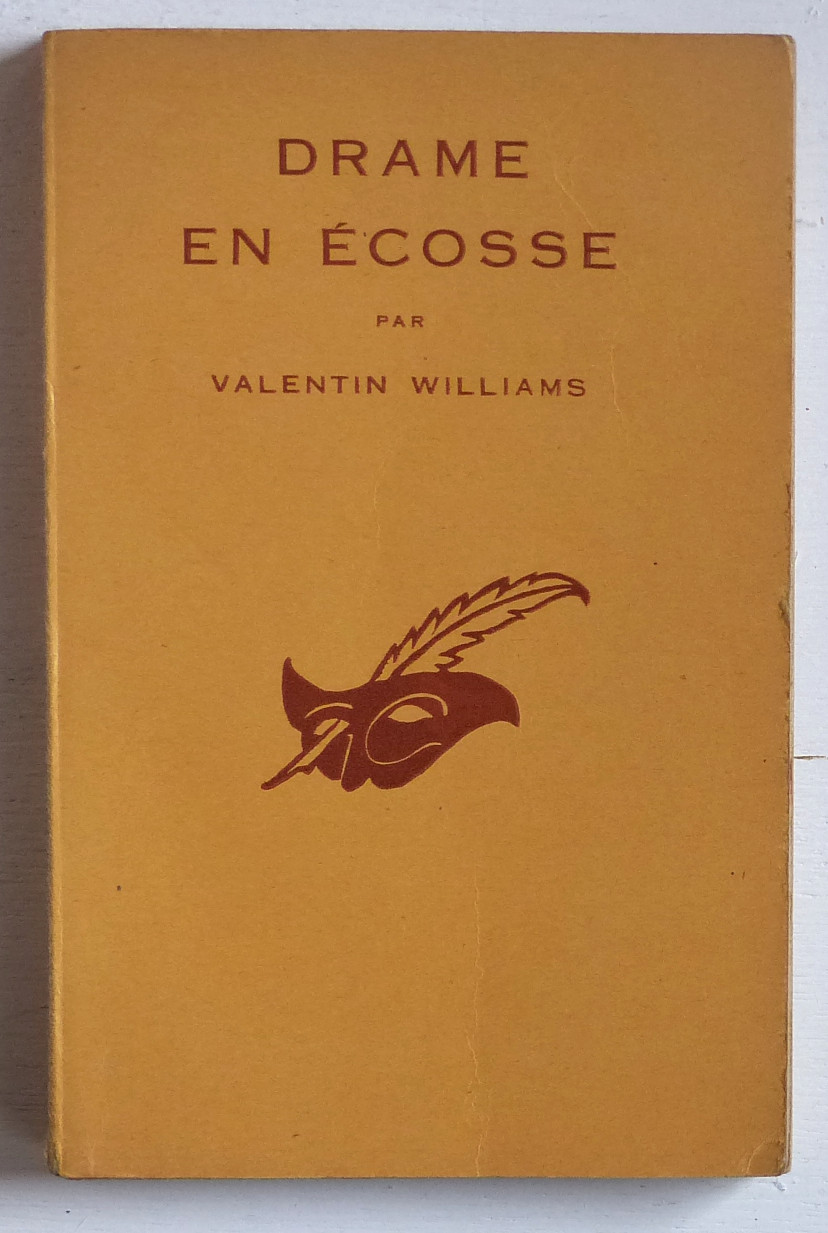 DRAME
EN ÉCOSSE
PAR
VALENTIN WILLIAMS